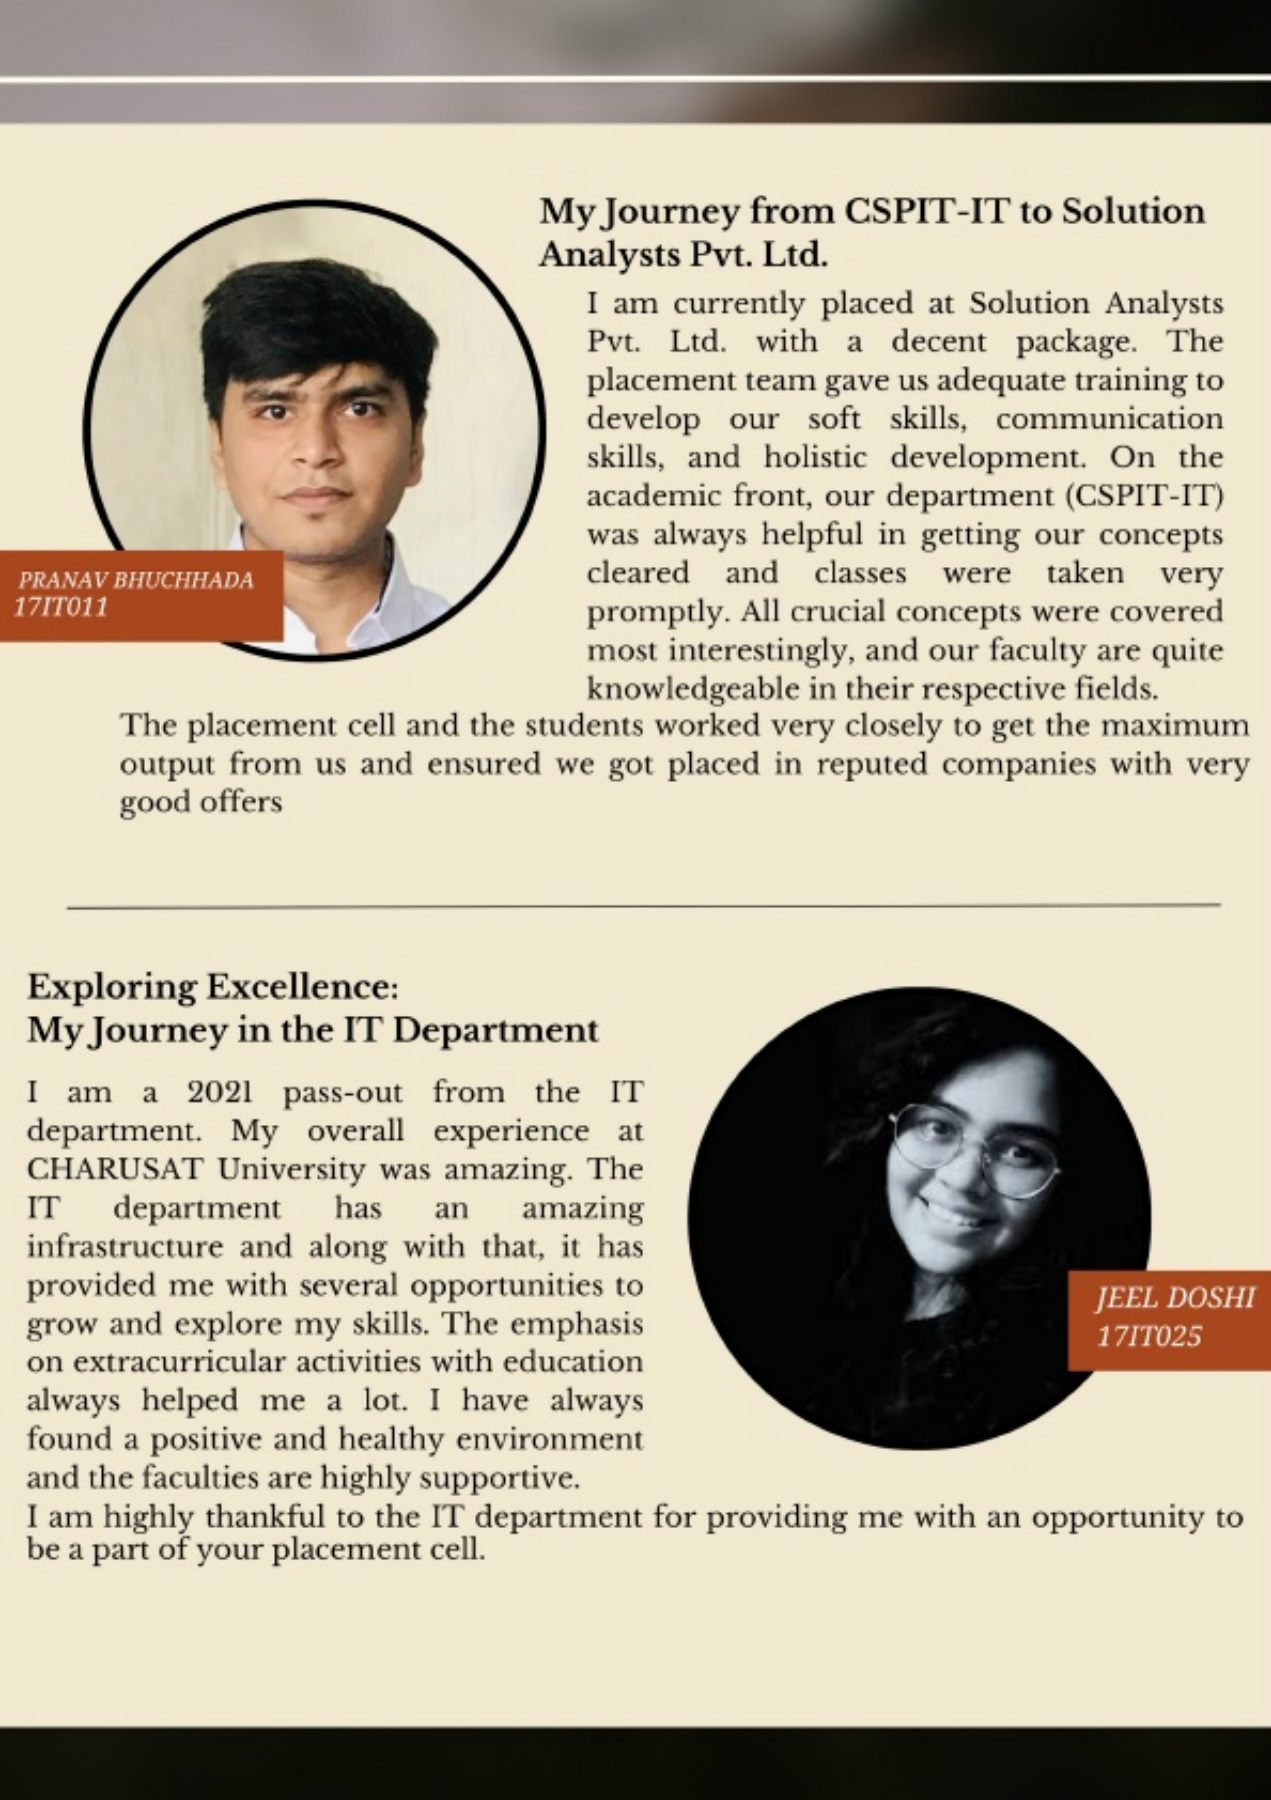 My Journey from CSPIT-IT to Solution
Analysts Pvt. Ltd.
I am currently placed at Solution Analysts
Pvt. Ltd. with a decent package. The
placement team gave us adequate training to
develop our soft skills, communication
skills, and holistic development. On the
academic front, our department (CSPIT-IT)
was always helpful in getting our concepts
cleared and classes were taken very
promptly. All crucial concepts were covered
most interestingly, and our faculty are quite
knowledgeable in their respective fields.
The placement cell and the students worked very closely to get the maximum
output from us and ensured we got placed in reputed companies with very
good offers
PRANAV BHUCHHADA
17IT011
Exploring Excellence:
My Journey in the IT Department
I am a 2021 pass-out from the IT
department. My overall experience at
CHARUSAT University was amazing. The
IT department has an amazing
infrastructure and along with that, it has
provided me with several opportunities to
grow and explore my skills. The emphasis
on extracurricular activities with education
always helped me a lot. I have always
found a positive and healthy environment
and the faculties are highly supportive.
I am highly thankful to the IT department for providing me with an opportunity to
be a part of your placement cell.
JEEL DOSHI
17IT025